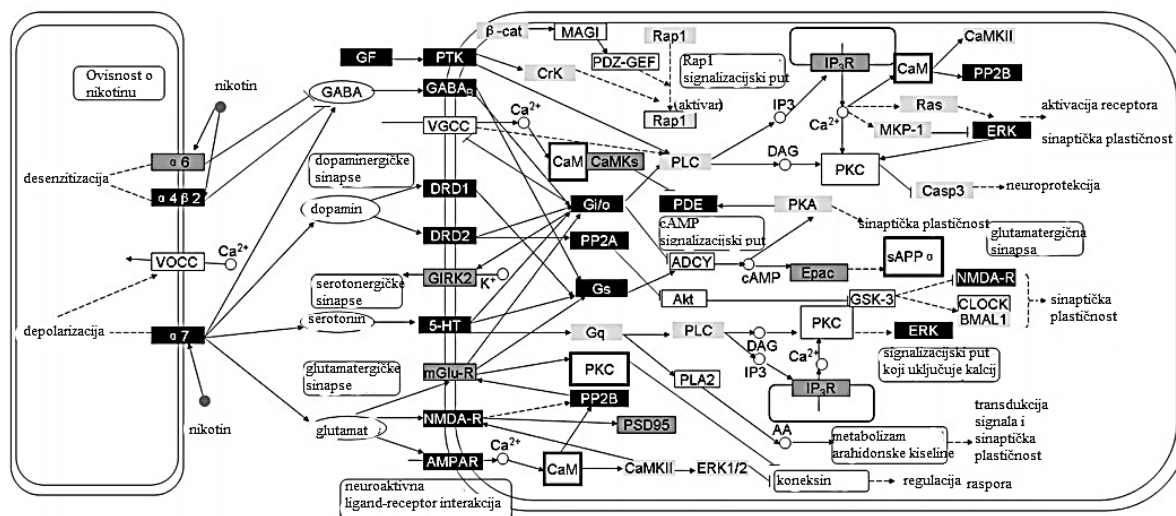 Ovisnost o
nikotinu
nikotin
α6
desenzitizacija
α4β2
VOCC
Ca2+
depolarizacija
α7
nikotin
GABA
dopaminergičke
sinapse
dopamin
serotonergičke
sinapse
serotonin
glutamatergičke
sinapse
glutamat
neuroaktivna
ligand-receptor interakcija
GF
PTK
GABAB
VGCC
Ca2+
DRD1
DRD2
GIRK2
K+
5-HT
mGlu-R
NMDA-R
AMPAR
Ca2+
CaM
β-cat
MAGI
PDZ-GEF
CrK
Rap1
Rap1
signalizacijski put
(aktivar)
Rap1
CaM
CaMKs
PLC
Gi/o
PDE
PKA
PP2A
cAMP
signalizacijski put
ADCY
cAMP
Epac
sAPPα
Gs
Akt
GSK-3
Gq
PLC
DAG
IP3
PKC
Ca2+
IP3R
ERK
PKC
PP2B
PSD95
PLA2
AA
CaMKII
ERK1/2
koneksin
regulacija
raspora
metabolizam
arahidonske kiseline
transdukcija
signala i
sinaptička
plastičnost
signalizacijski put
koji uključuje kalcij
IP3R
IP3
Ca2+
DAG
PKC
CaM
CaMKII
PP2B
Ras
MKP-1
ERK
aktivacija receptora
sinaptička plastičnost
Casp3
neuroprotekcija
sinaptička plastičnost
glutamatergična
sinapsa
NMDA-R
CLOCK
BMAL1
sinaptička
plastičnost